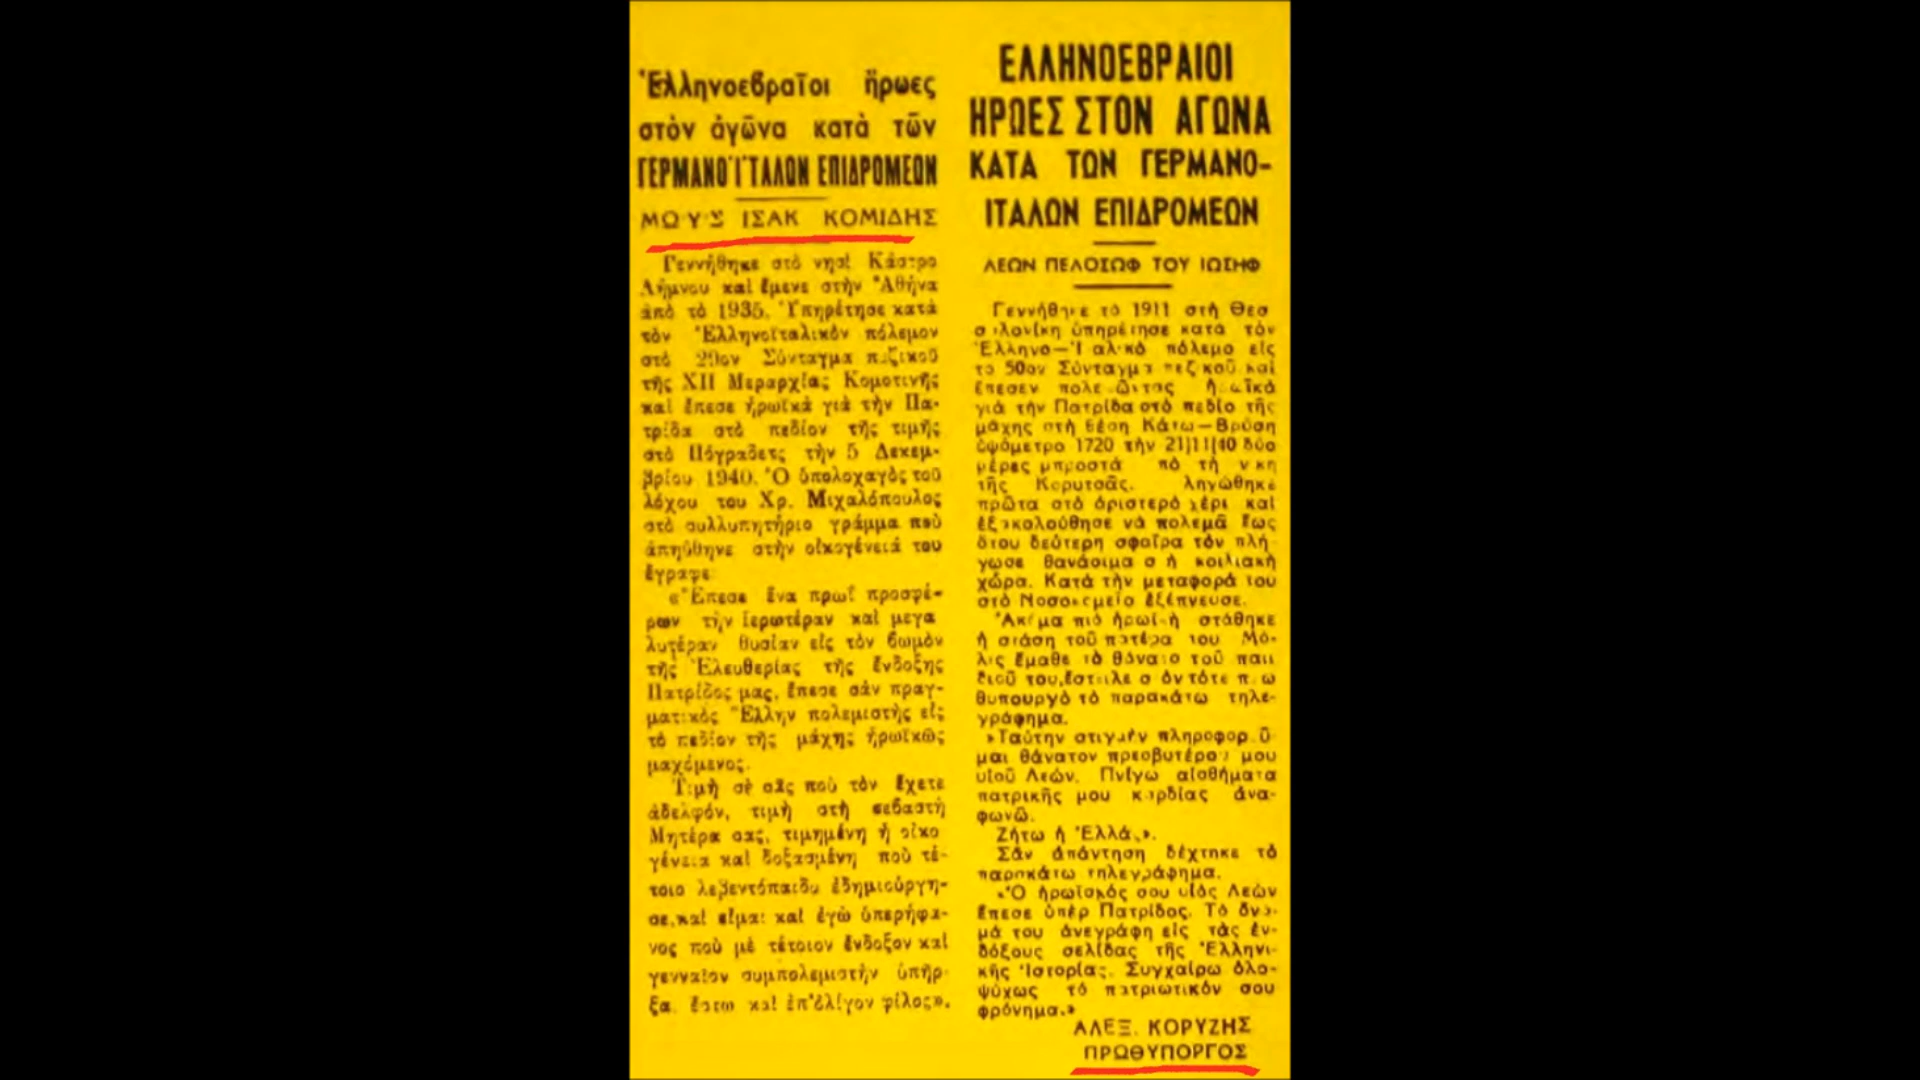 Ἑλληνοεβραῖοι ἥρωες
στὸν ἀγῶνα κατὰ τῶν
ΓΕΡΜΑΝΟΪΤΑΛΩΝ ΕΠΙΔΡΟΜΕΩΝ
ΜΩΥΣ ΙΣΑΚ ΚΟΜΙΔΗΣ
Γεννήθηκε στὸ νησὶ Κάστρο
Λήμνου καὶ ἔμενε στὴν Ἀθήνα
ἀπὸ τὸ 1935. Ὑπηρέτησε κατὰ
τὸν Ἑλληνοϊταλικὸν πόλεμον
στὸ 29ον Σύνταγμα πεζικοῦ
τῆς ΧΙΙ Μεραρχίας Κομοτινῆς
καὶ ἔπεσε ἡρωϊκὰ γιὰ τὴν Πα-
τρίδα στὸ πεδίον τῆς τιμῆς
στὸ Πόγραδετς τὴν 5 Δεκεμ-
βρίου 1940. Ὁ ὑπολοχαγὸς τοῦ
λόχου του Χρ. Μιχαλόπουλος
στὸ συλλυπητήριο γράμμα ποὺ
ἀπηύθηνε στὴν οἰκογένειά του
ἔγραφε
«Ἔπεσε ἕνα πρωῒ προσφέ-
ρων τὴν ἱερωτέραν καὶ μεγα
λυτέραν θυσίαν εἰς τὸν βωμὸν
τῆς Ἐλευθερίας τῆς ἔνδοξης
Πατρίδος μας, ἔπεσε σὰν πραγ-
ματικὸς Ἕλλην πολεμιστὴς εἰς
τὸ πεδίον τῆς μάχης ἡρωϊκῶς
μαχόμενος.
Τιμὴ σὲ σᾶς ποὺ τὸν ἔχετε
ἀδελφόν, τιμὴ στὴ σεβαστὴ
Μητέρα σας, τιμημένη ἡ οἰκο
γένεια καὶ δοξασμένη ποὺ τέ-
τοιο λεβεντόπαιδο ἐδημιούργη-
σε, καὶ εἶμαι καὶ ἐγὼ ὑπερήφα-
νος ποὺ μὲ τέτοιον ἔνδοξον καὶ
γενναῖον συμπολεμιστὴν ὑπῆρ-
ξα. ἔστω καὶ ἐπ' ὀλίγον φίλος».
ΕΛΛΗΝΟΕΒΡΑΙΟΙ
ΗΡΩΕΣ ΣΤΟΝ ΑΓΩΝΑ
ΚΑΤΑ ΤΩΝ ΓΕΡΜΑΝΟ-
ΙΤΑΛΩΝ ΕΠΙΔΡΟΜΕΩΝ
ΛΕΩΝ ΠΕΛΟΣΩΦ ΤΟΥ ΙΩΣΗΦ
Γεννήθηκε τὸ 1911 στὴ Θεσ
σαλονίκη ὑπηρέτησε κατὰ τὸν
Ἑλληνο—Ἰταλικὸ πόλεμο εἰς
τὸ 50ον Σύνταγμα πεζικοῦ καὶ
ἔπεσεν πολεμῶντας ἡρωϊκὰ
γιὰ τὴν Πατρίδα στὸ πεδίο τῆς
μάχης στὴ θέση Κάτω—Βρύση
ὑψόμετρο 1720 τὴν 21)11)40 δύο
μέρες μπροστὰ ἀπὸ τὴ νίκη
τῆς Κορυτσᾶς. Πληγώθηκε
πρῶτα στὸ ἀριστερὸ χέρι καὶ
ἐξακολούθησε νὰ πολεμᾶ ἕως
ὅτου δεύτερη σφαῖρα τὸν πλή-
γωσε θανάσιμα στὴ κοιλιακὴ
χώρα. Κατὰ τὴν μεταφορά του
στὸ Νοσοκομεῖο ἐξέπνευσε.
Ἀκόμα πιὸ ἡρωϊκὴ στάθηκε
ἡ στάση τοῦ πατέρα του Μό-
λις ἔμαθε τὸ θάνατο τοῦ παι
διοῦ του, ἔστειλε στὸν τότε πρω
θυπουργὸ τὸ παρακάτω τηλε-
γράφημα.
»Ταύτην στιγμὴν πληροφοροῦ-
μαι θάνατον πρεσβυτέρου μου
υἱοῦ Λεών. Πνίγω αἰσθήματα
πατρικῆς μου καρδίας ἀνα-
φωνῶ.
Ζήτω ἡ Ἑλλάς».
Σὰν ἀπάντηση δέχτηκε τὸ
παρακάτω τηλεγράφημα.
«Ὁ ἡρωϊκός σου υἱὸς Λεὼν
ἔπεσε ὑπὲρ Πατρίδος. Τὸ ὄνο-
μά του ἀνεγράφη εἰς τὰς ἐν-
δόξους σελίδας τῆς Ἑλληνι-
κῆς Ἱστορίας. Συγχαίρω ὁλο-
ψύχως τὸ πατριωτικόν σου
φρόνημα.»
ΑΛΕΞ. ΚΟΡΥΖΗΣ
ΠΡΩΘΥΠΟΡΓΟΣ